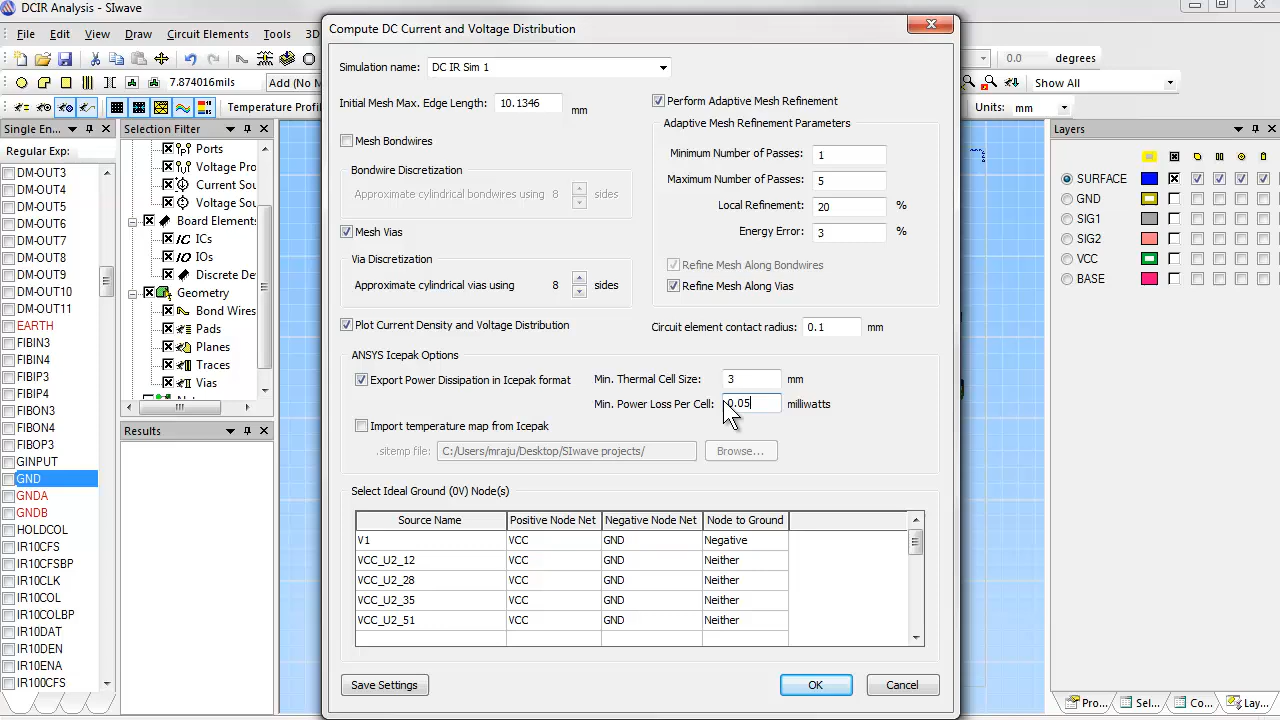 DCIR Analysis - SIwave
File Edit View Draw Circuit Elements Tools
7.874016mils Add (No M
Temperature Profi
0.0 degrees
Show All
Units: mm
Single En...
Regular Exp:
DM-OUT3
DM-OUT4
DM-OUT5
DM-OUT6
DM-OUT7
DM-OUT8
DM-OUT9
DM-OUT10
DM-OUT11
EARTH
FIBIN3
FIBIN4
FIBIP3
FIBIP4
FIBON3
FIBON4
FIBOP3
GINPUT
GND
GNDA
GNDB
HOLDCOL
IR10CFS
IR10CFSBP
IR10CLK
IR10COL
IR10COLBP
IR10DAT
IR10DEN
IR10ENA
IR100CFS
Selection Filter
Ports
Voltage Pro
Current Sou
Voltage Sou
Board Elements
ICs
IOs
Discrete De
Geometry
Bond Wires
Pads
Planes
Traces
Vias
Results
Compute DC Current and Voltage Distribution
Simulation name: DC IR Sim 1
Initial Mesh Max. Edge Length: 10.1346 mm
Mesh Bondwires
Bondwire Discretization
Approximate cylindrical bondwires using 8 sides
Mesh Vias
Via Discretization
Approximate cylindrical vias using 8 sides
Plot Current Density and Voltage Distribution
Perform Adaptive Mesh Refinement
Adaptive Mesh Refinement Parameters
Minimum Number of Passes: 1
Maximum Number of Passes: 5
Local Refinement: 20 %
Energy Error: 3 %
Refine Mesh Along Bondwires
Refine Mesh Along Vias
Circuit element contact radius: 0.1 mm
ANSYS Icepak Options
Export Power Dissipation in Icepak format
Min. Thermal Cell Size: 3 mm
Min. Power Loss Per Cell: 0.05 milliwatts
Import temperature map from Icepak
.sitemp file: C:/Users/mraju/Desktop/SIwave projects/ Browse...
Select Ideal Ground (0V) Node(s)
Source Name Positive Node Net Negative Node Net Node to Ground
V1 VCC GND Negative
VCC_U2_12 VCC GND Neither
VCC_U2_28 VCC GND Neither
VCC_U2_35 VCC GND Neither
VCC_U2_51 VCC GND Neither
Save Settings OK Cancel
Layers
SURFACE
GND
SIG1
SIG2
VCC
BASE
Pro... Sel... Co... Lay...